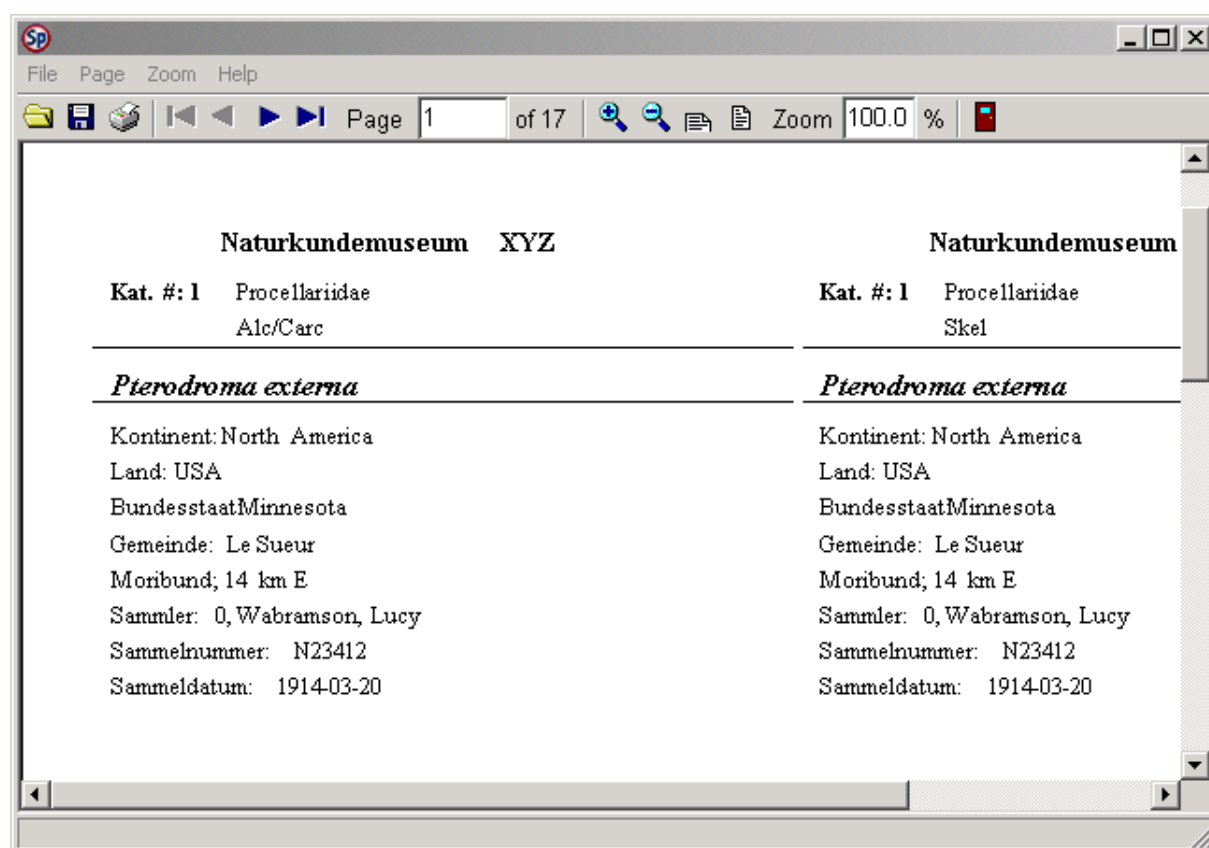 Sp
File Page Zoom Help
Page 1 of 17 Zoom 100.0 %
Naturkundemuseum XYZ
Kat. #: 1 Procellariidae
Alc/Carc
Pterodroma externa
Kontinent: North America
Land: USA
BundesstaatMinnesota
Gemeinde: Le Sueur
Moribund; 14 km E
Sammler: 0, Wabramson, Lucy
Sammelnummer: N23412
Sammeldatum: 1914-03-20
Naturkundemuseum
Kat. #: 1 Procellariidae
Skel
Pterodroma externa
Kontinent: North America
Land: USA
BundesstaatMinnesota
Gemeinde: Le Sueur
Moribund; 14 km E
Sammler: 0, Wabramson, Lucy
Sammelnummer: N23412
Sammeldatum: 1914-03-20